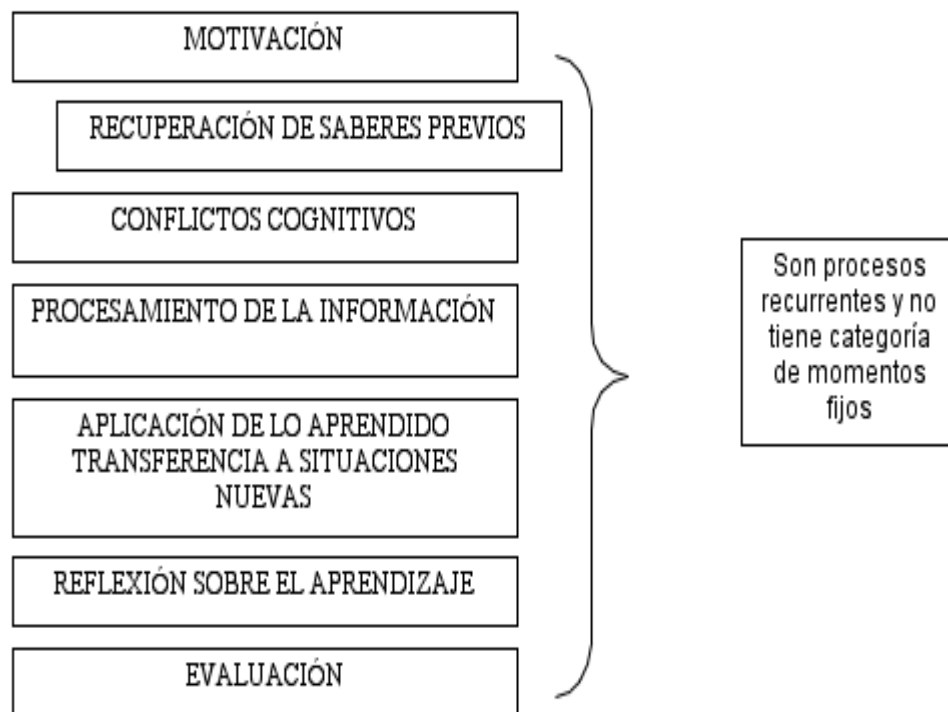 MOTIVACIÓN
RECUPERACIÓN DE SABERES PREVIOS
CONFLICTOS COGNITIVOS
PROCESAMIENTO DE LA INFORMACIÓN
APLICACIÓN DE LO APRENDIDO
TRANSFERENCIA A SITUACIONES
NUEVAS
REFLEXIÓN SOBRE EL APRENDIZAJE
EVALUACIÓN
Son procesos
recurrentes y no
tiene categoría
de momentos
fijos